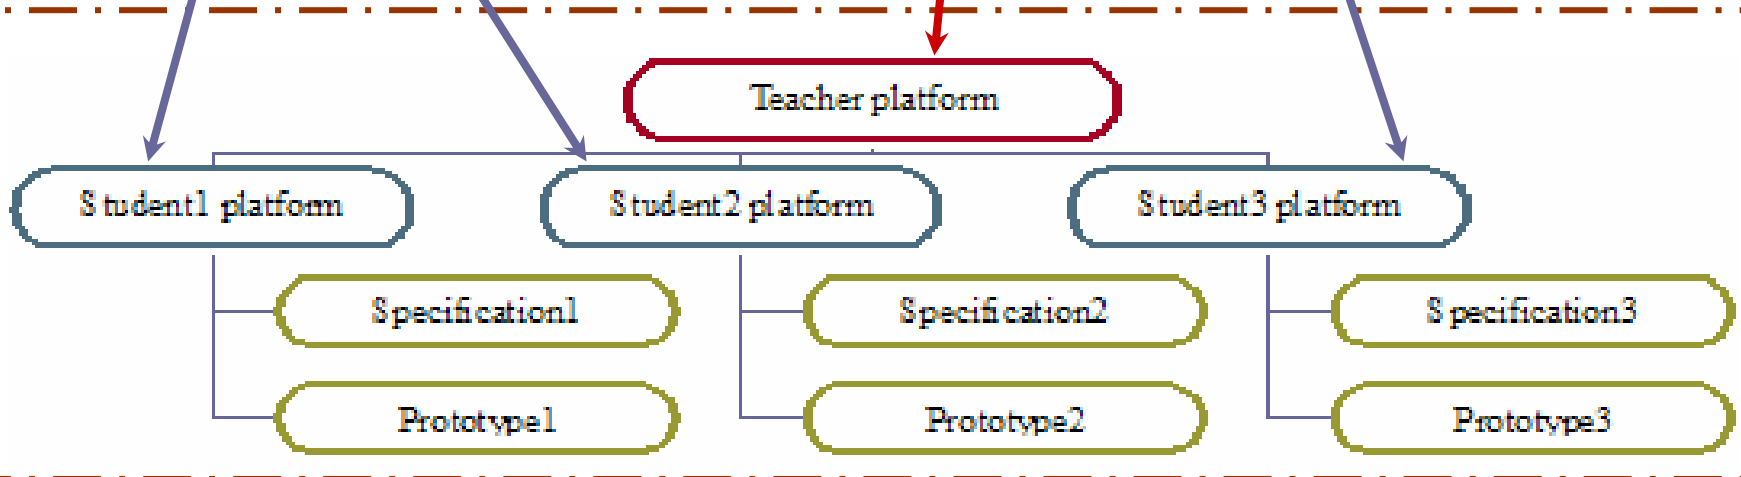 Teacher platform
Student1 platform
Student2 platform
Student3 platform
Specification1
Specification2
Specification3
Prototype1
Prototype2
Prototype3